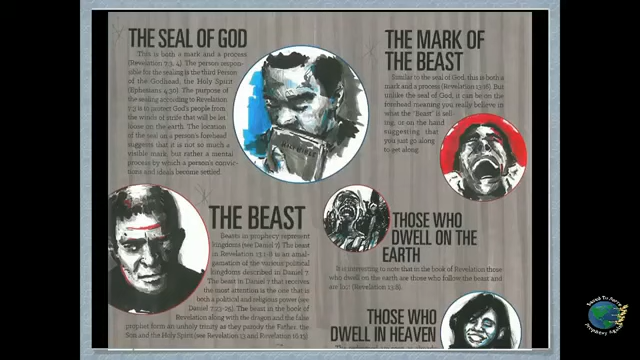 THE SEAL OF GOD
This is both a mark and a process
(Revelation 7:3, 4). The person respon-
sible for the sealing is the Third Person
of the Godhead, the Holy Spirit
(Ephesians 4:30). The purpose of
the sealing according to Revelation
7:3 is to protect God's people from
the winds of strife that will be let
loose on the earth. The location
of the seal on a person's forehead
suggests that it is not so much a
visible mark, but rather a mental
process by which a person's convic-
tions and ideals become settled.
THE MARK OF
THE BEAST
Similar to the seal of God, this is both a
mark and a process (Revelation 13:16). But
unlike the seal of God, it can be on the
forehead meaning you really believe in
what the "Beast" is sell-
ing, or on the hand
suggesting that
you just go along
to get along.
HOLY BIBLE
THE BEAST
Beasts in prophecy represent
kingdoms (see Daniel 7). The beast
in Revelation 13:1-8 is an amal-
gamation of the various political
kingdoms described in Daniel 7.
The beast in Daniel 7 that receives
the most attention is the one that is
both a political and religious power (see
Daniel 7:23-25). The beast in the book of
Revelation along with the dragon and the false
prophet form an unholy trinity as they parody the Father, the
Son and the Holy Spirit (see Revelation 13 and Revelation 16:13)
THOSE WHO
DWELL ON THE
EARTH
It is interesting to note that in the book of Revelation those
who dwell on the earth are those who follow the beast and
(Revelation 13:8).
THOSE WHO
DWELL IN HEAVEN